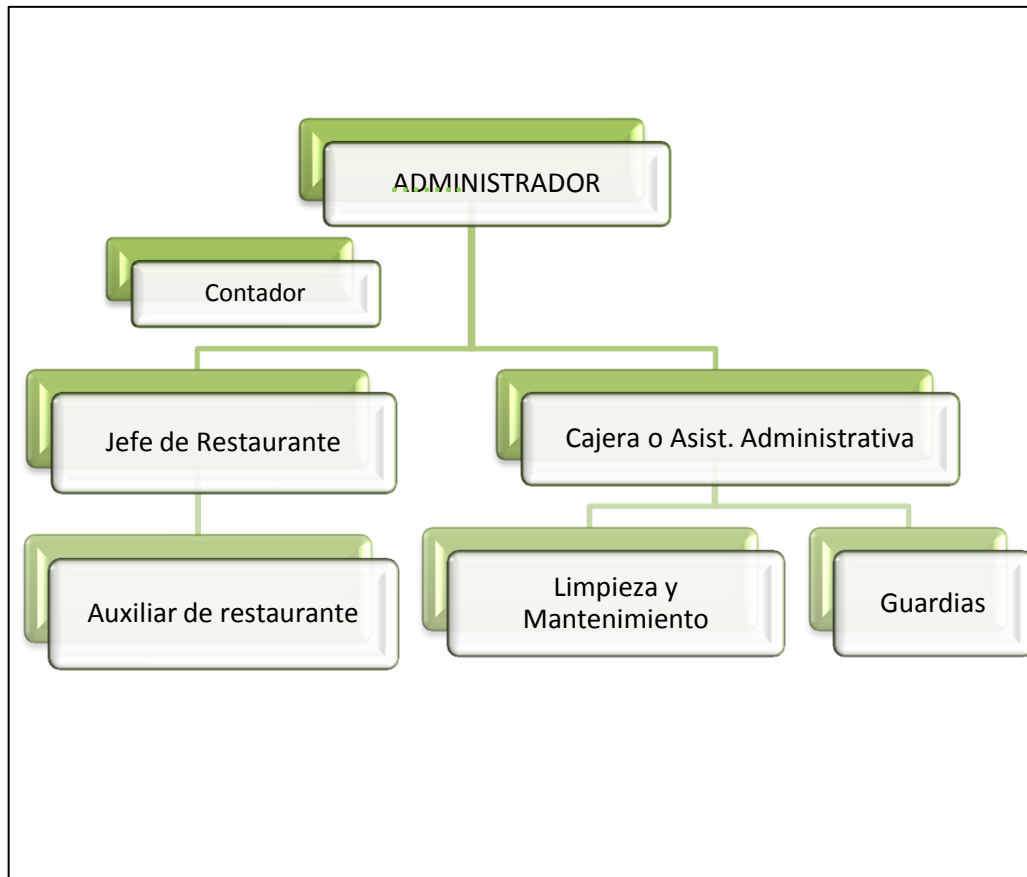 ADMINISTRADOR
Contador
Jefe de Restaurante
Cajera o Asist. Administrativa
Auxiliar de restaurante
Limpieza y
Mantenimiento
Guardias